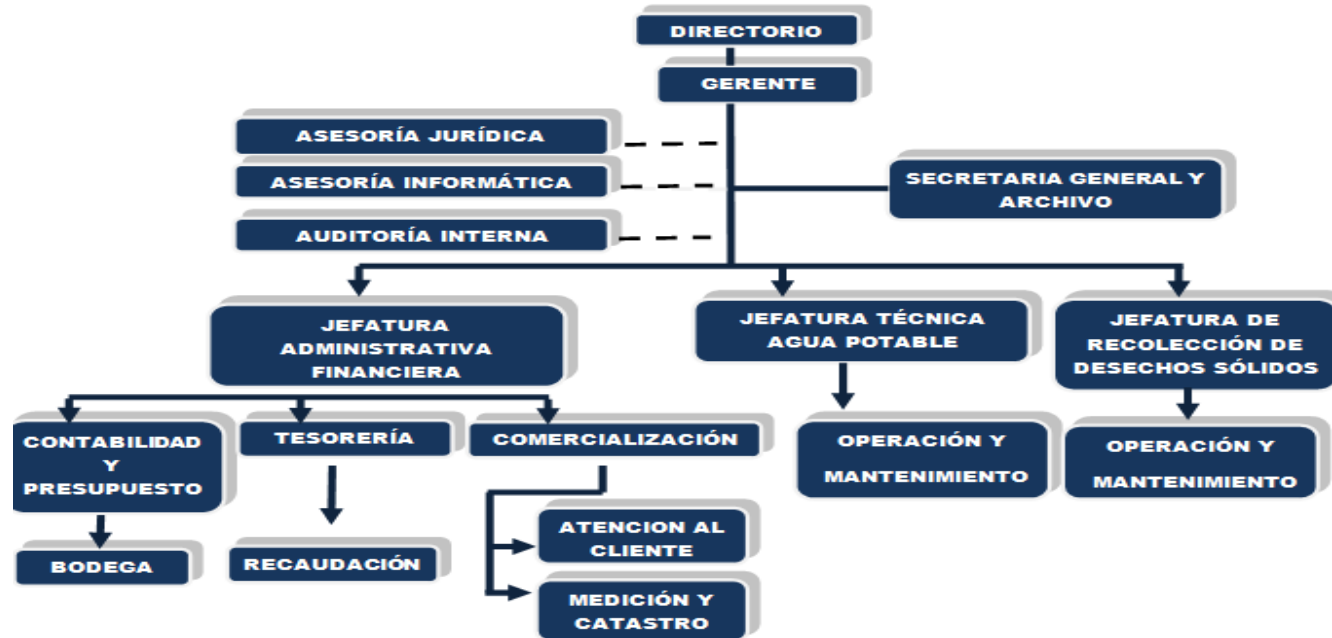 DIRECTORIO
GERENTE
ASESORÍA JURÍDICA
ASESORÍA INFORMÁTICA
AUDITORÍA INTERNA
SECRETARIA GENERAL Y
ARCHIVO
JEFATURA
ADMINISTRATIVA
FINANCIERA
JEFATURA TÉCNICA
AGUA POTABLE
JEFATURA DE
RECOLECCIÓN DE
DESECHOS SÓLIDOS
CONTABILIDAD
Y
PRESUPUESTO
TESORERÍA
COMERCIALIZACIÓN
OPERACIÓN Y
MANTENIMIENTO
OPERACIÓN Y
MANTENIMIENTO
BODEGA
RECAUDACIÓN
ATENCION AL
CLIENTE
MEDICIÓN Y
CATASTRO